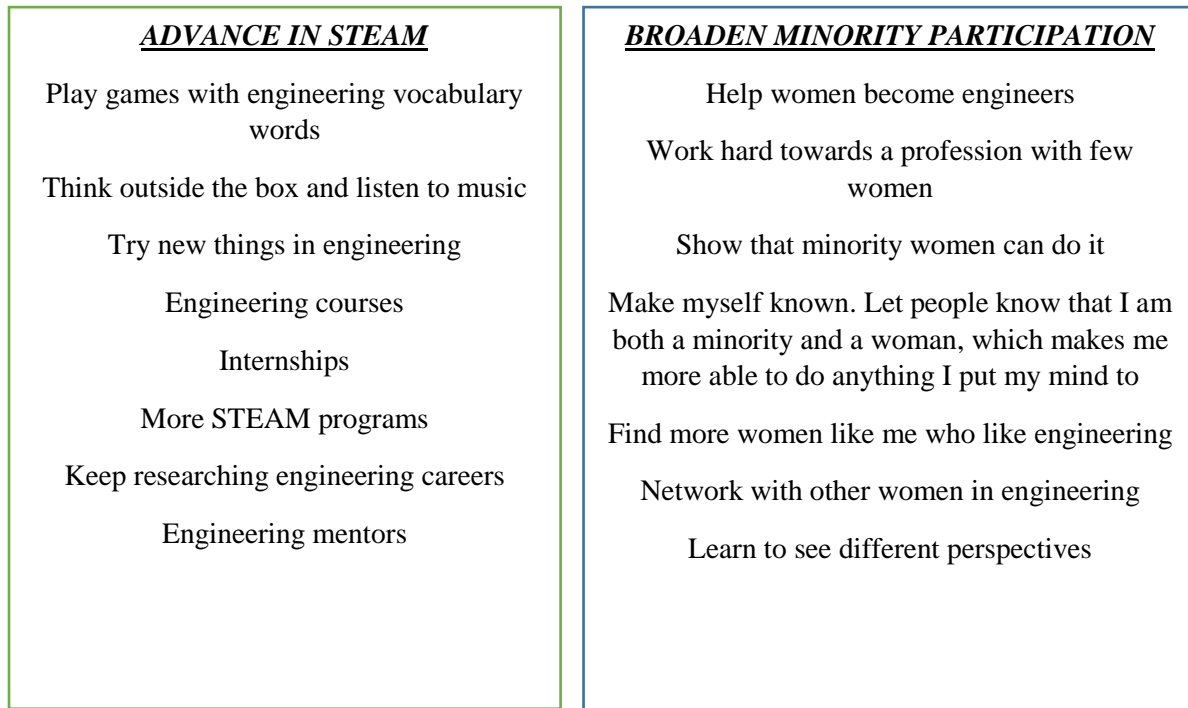 ADVANCE IN STEAM
Play games with engineering vocabulary
words
Think outside the box and listen to music
Try new things in engineering
Engineering courses
Internships
More STEAM programs
Keep researching engineering careers
Engineering mentors
BROADEN MINORITY PARTICIPATION
Help women become engineers
Work hard towards a profession with few
women
Show that minority women can do it
Make myself known. Let people know that I am
both a minority and a woman, which makes me
more able to do anything I put my mind to
Find more women like me who like engineering
Network with other women in engineering
Learn to see different perspectives